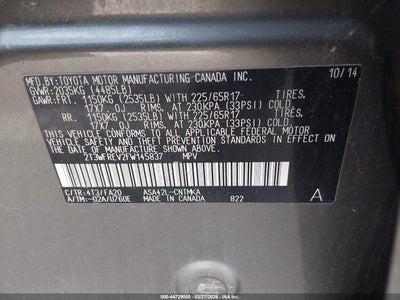 MFD.BY:TOYOTA MOTOR MANUFACTURING CANADA INC. 10/14
GVWR: 2035KG (4485LB)
GAWR:FRT. 1150KG (2535LB) WITH 225/65R17 TIRES,
17X7 OJ RIMS, AT 230KPA (33PSI) COLD.
RR. 1150KG (2535LB) WITH 225/65R17 TIRES,
17X7 OJ RIMS, AT 230KPA (33PSI) COLD.
THIS VEHICLE CONFORMS TO ALL APPLICABLE FEDERAL MOTOR VEHICLE
SAFETY AND THEFT PREVENTION STANDARDS IN EFFECT ON THE DATE OF
MANUFACTURE SHOWN ABOVE.
2T3WFREV2FW145837 MPV
C/TR:4T3/FA20 ASA42L-CNTMKA A
A/TM:-02A/U760E MADE IN CANADA 822
000-44729050 - 03/27/2026 - IAAI.COM